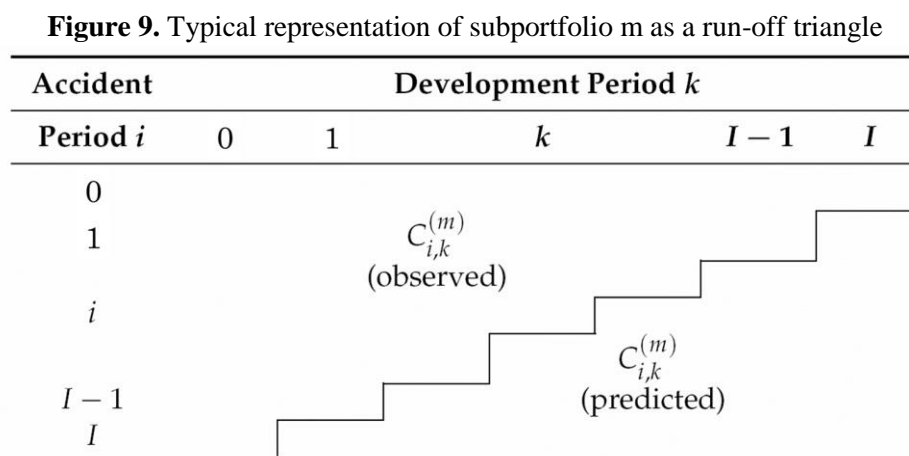 Figure 9. Typical representation of subportfolio m as a run-off triangle
Accident Development Period k
Period i 0 1 k I − 1 I
0
1
C_{i,k}^{(m)}
(observed)
i
C_{i,k}^{(m)}
(predicted)
I − 1
I